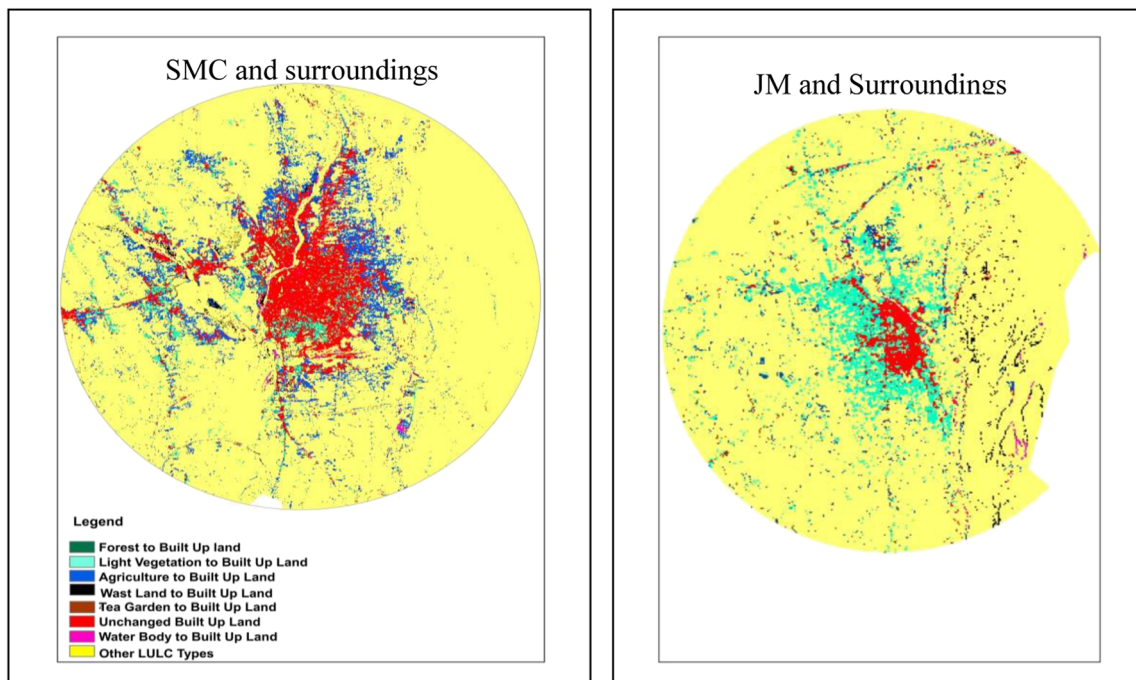 SMC and surroundings
JM and Surroundings
Legend
Forest to Built Up land
Light Vegetation to Built Up Land
Agriculture to Built Up Land
Wast Land to Built Up Land
Tea Garden to Built Up Land
Unchanged Built Up Land
Water Body to Built Up Land
Other LULC Types